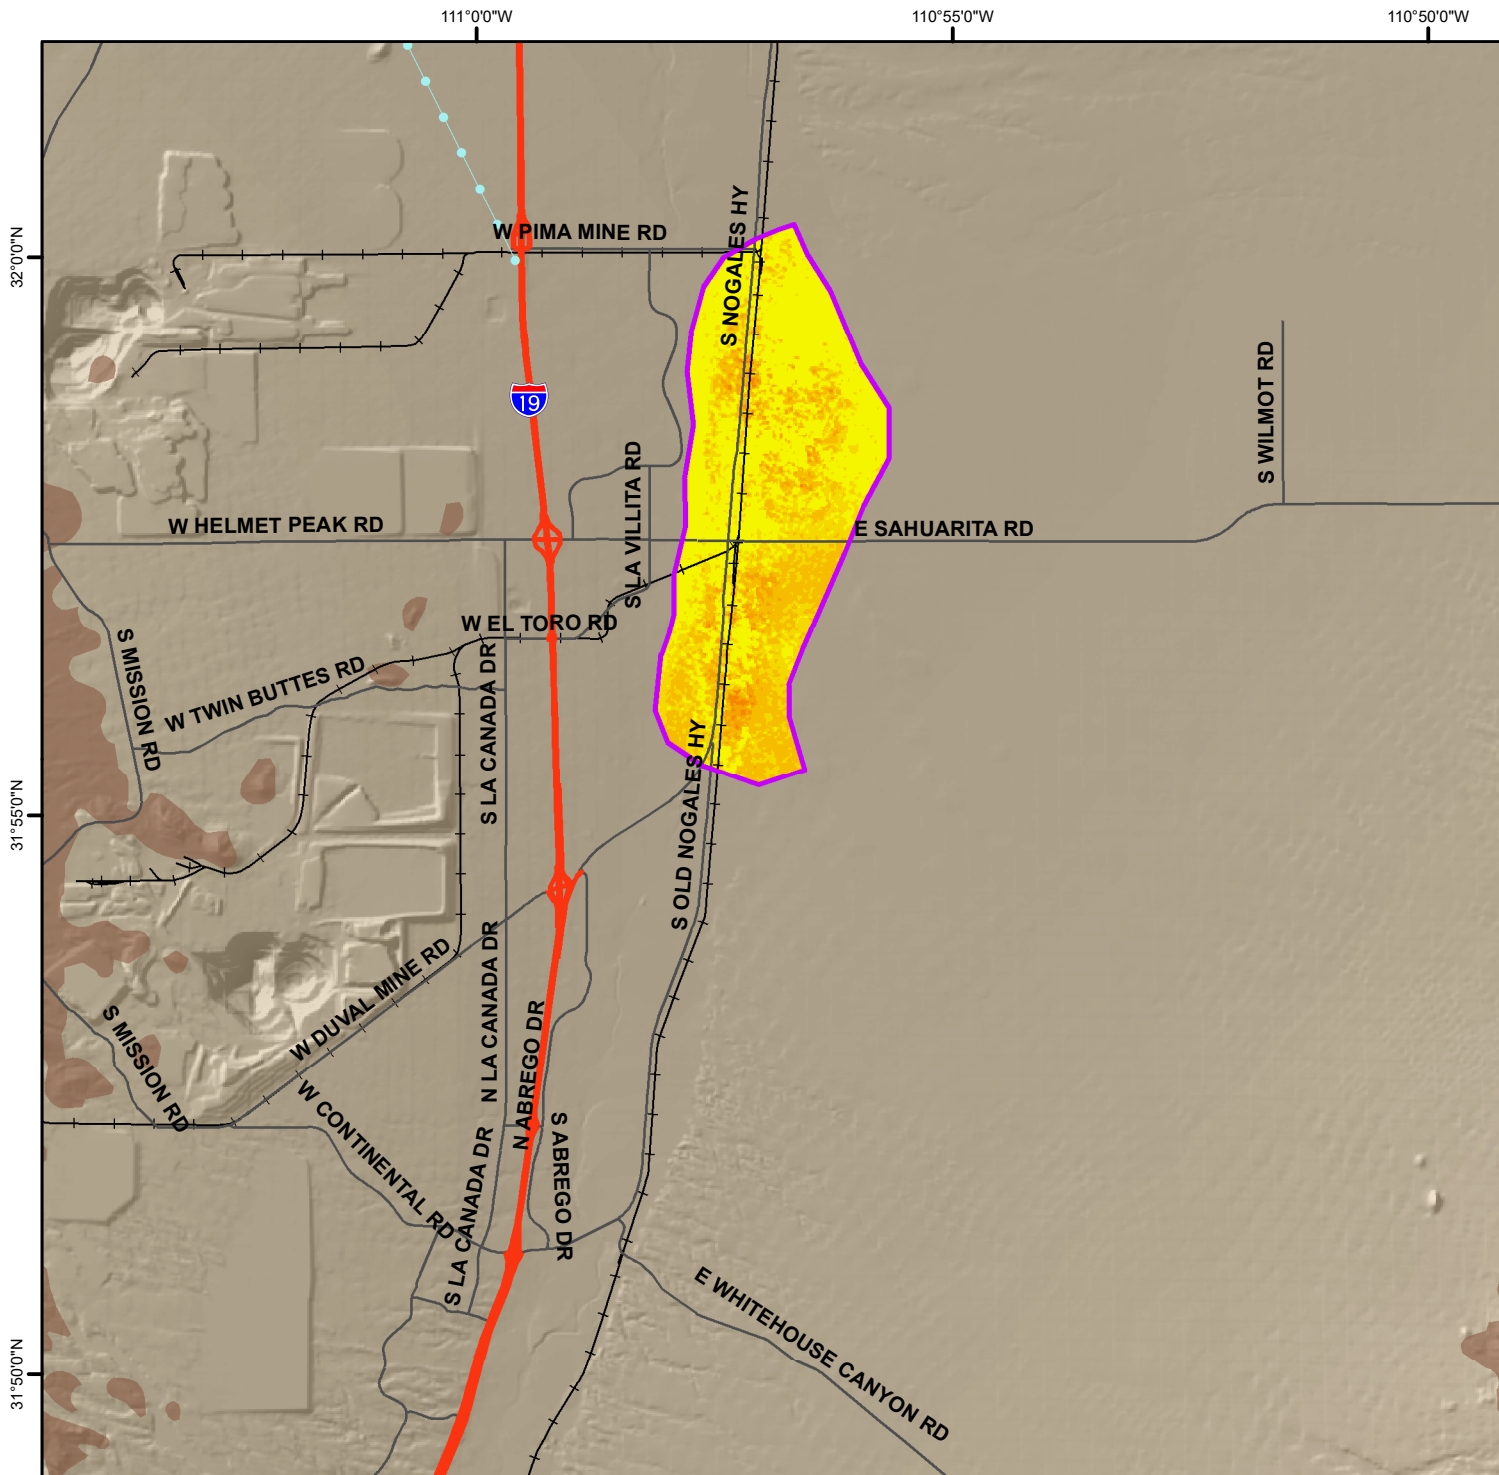 111°0'0"W
110°55'0"W
110°50'0"W
32°0'0"N
31°55'0"N
31°50'0"N
W PIMA MINE RD
S NOGALES HY
19
S WILMOT RD
S LA VILLITA RD
W HELMET PEAK RD
E SAHUARITA RD
W EL TORO RD
S MISSION RD
W TWIN BUTTES RD
S LA CANADA DR
S OLD NOGALES HY
W DUVAL MINE RD
N LA CANADA DR
N ABREGO DR
S MISSION RD
W CONTINENTAL RD
S LA CANADA DR
S ABREGO DR
E WHITEHOUSE CANYON RD